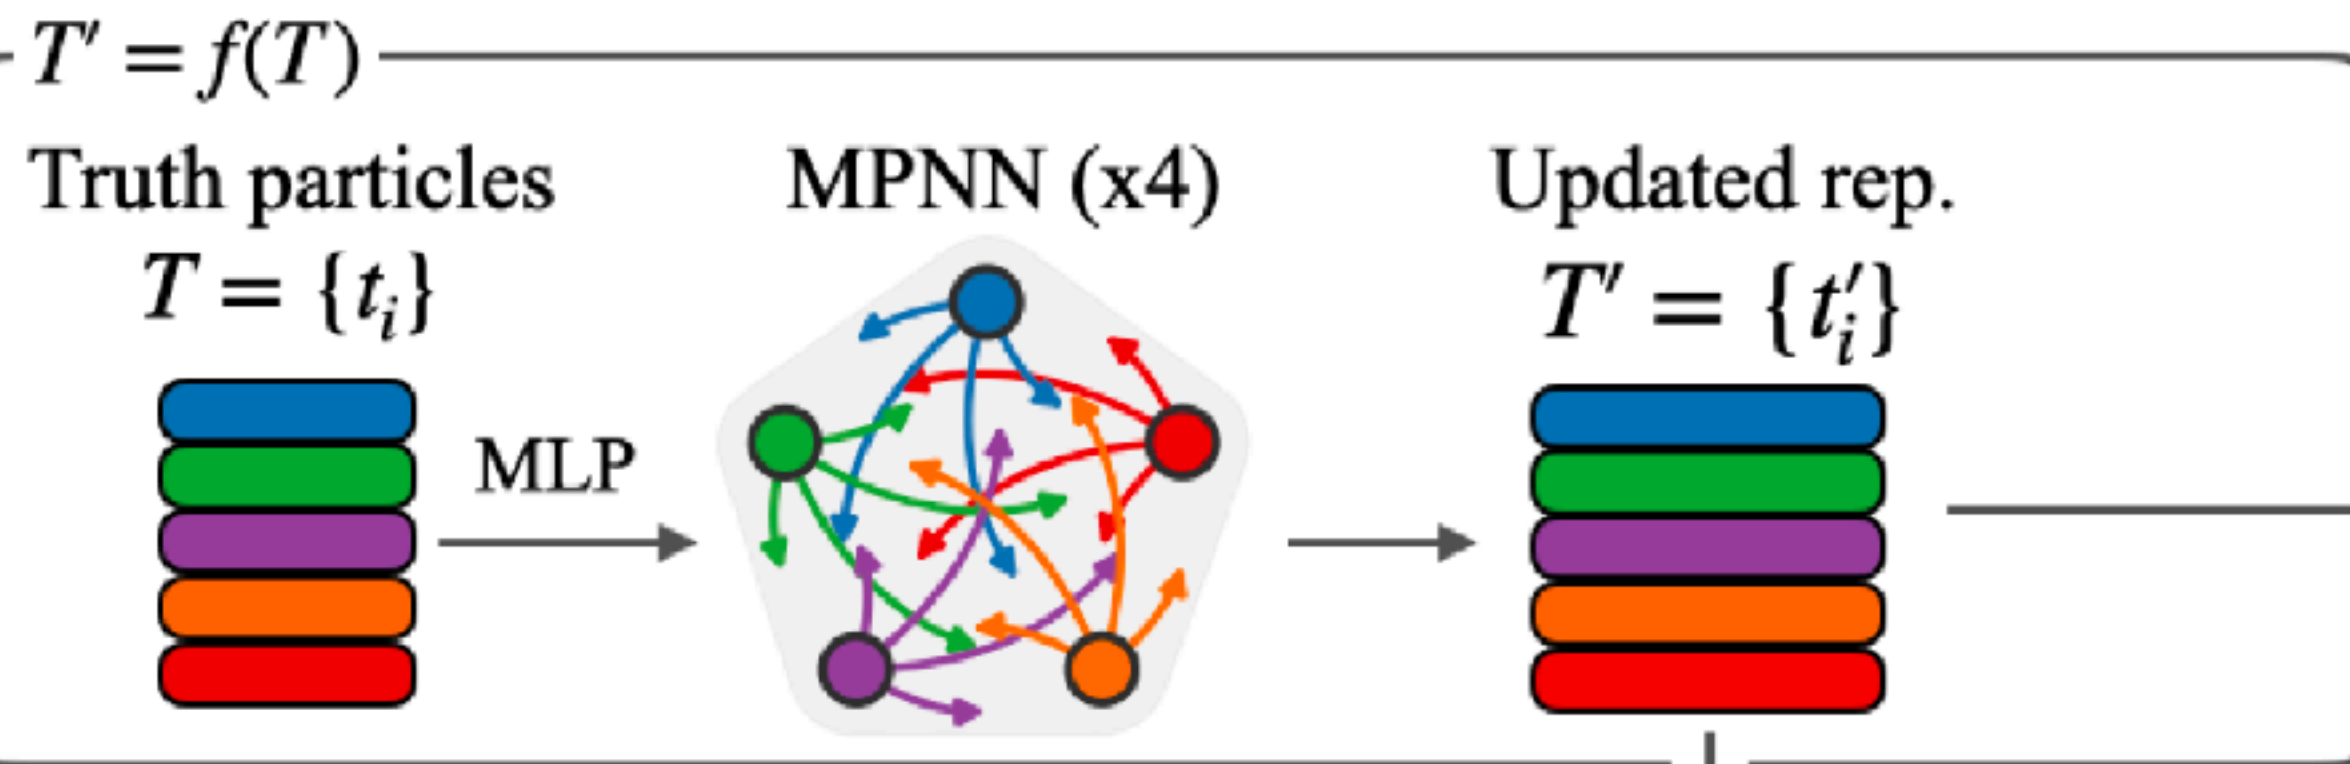 T′ = f(T)
Truth particles
T = {tᵢ}
MLP
MPNN (x4)
Updated rep.
T′ = {t′ᵢ}